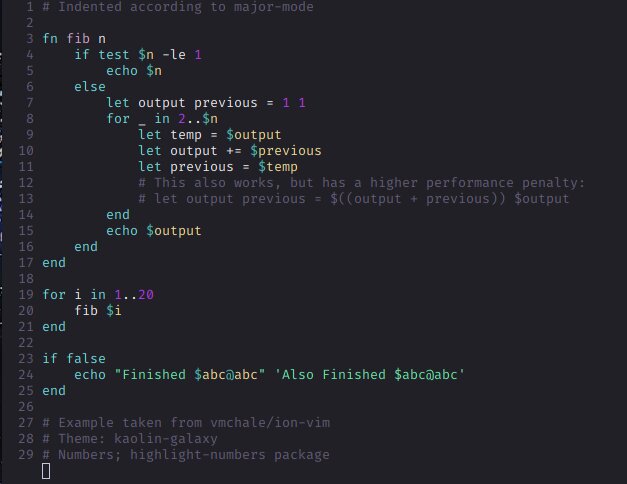 1 # Indented according to major-mode
2
3 fn fib n
4     if test $n -le 1
5         echo $n
6     else
7         let output previous = 1 1
8         for _ in 2..$n
9             let temp = $output
10             let output += $previous
11             let previous = $temp
12             # This also works, but has a higher performance penalty:
13             # let output previous = $((output + previous)) $output
14         end
15         echo $output
16     end
17 end
18
19 for i in 1..20
20     fib $i
21 end
22
23 if false
24     echo "Finished $abc@abc" 'Also Finished $abc@abc'
25 end
26
27 # Example taken from vmchale/ion-vim
28 # Theme: kaolin-galaxy
29 # Numbers; highlight-numbers package